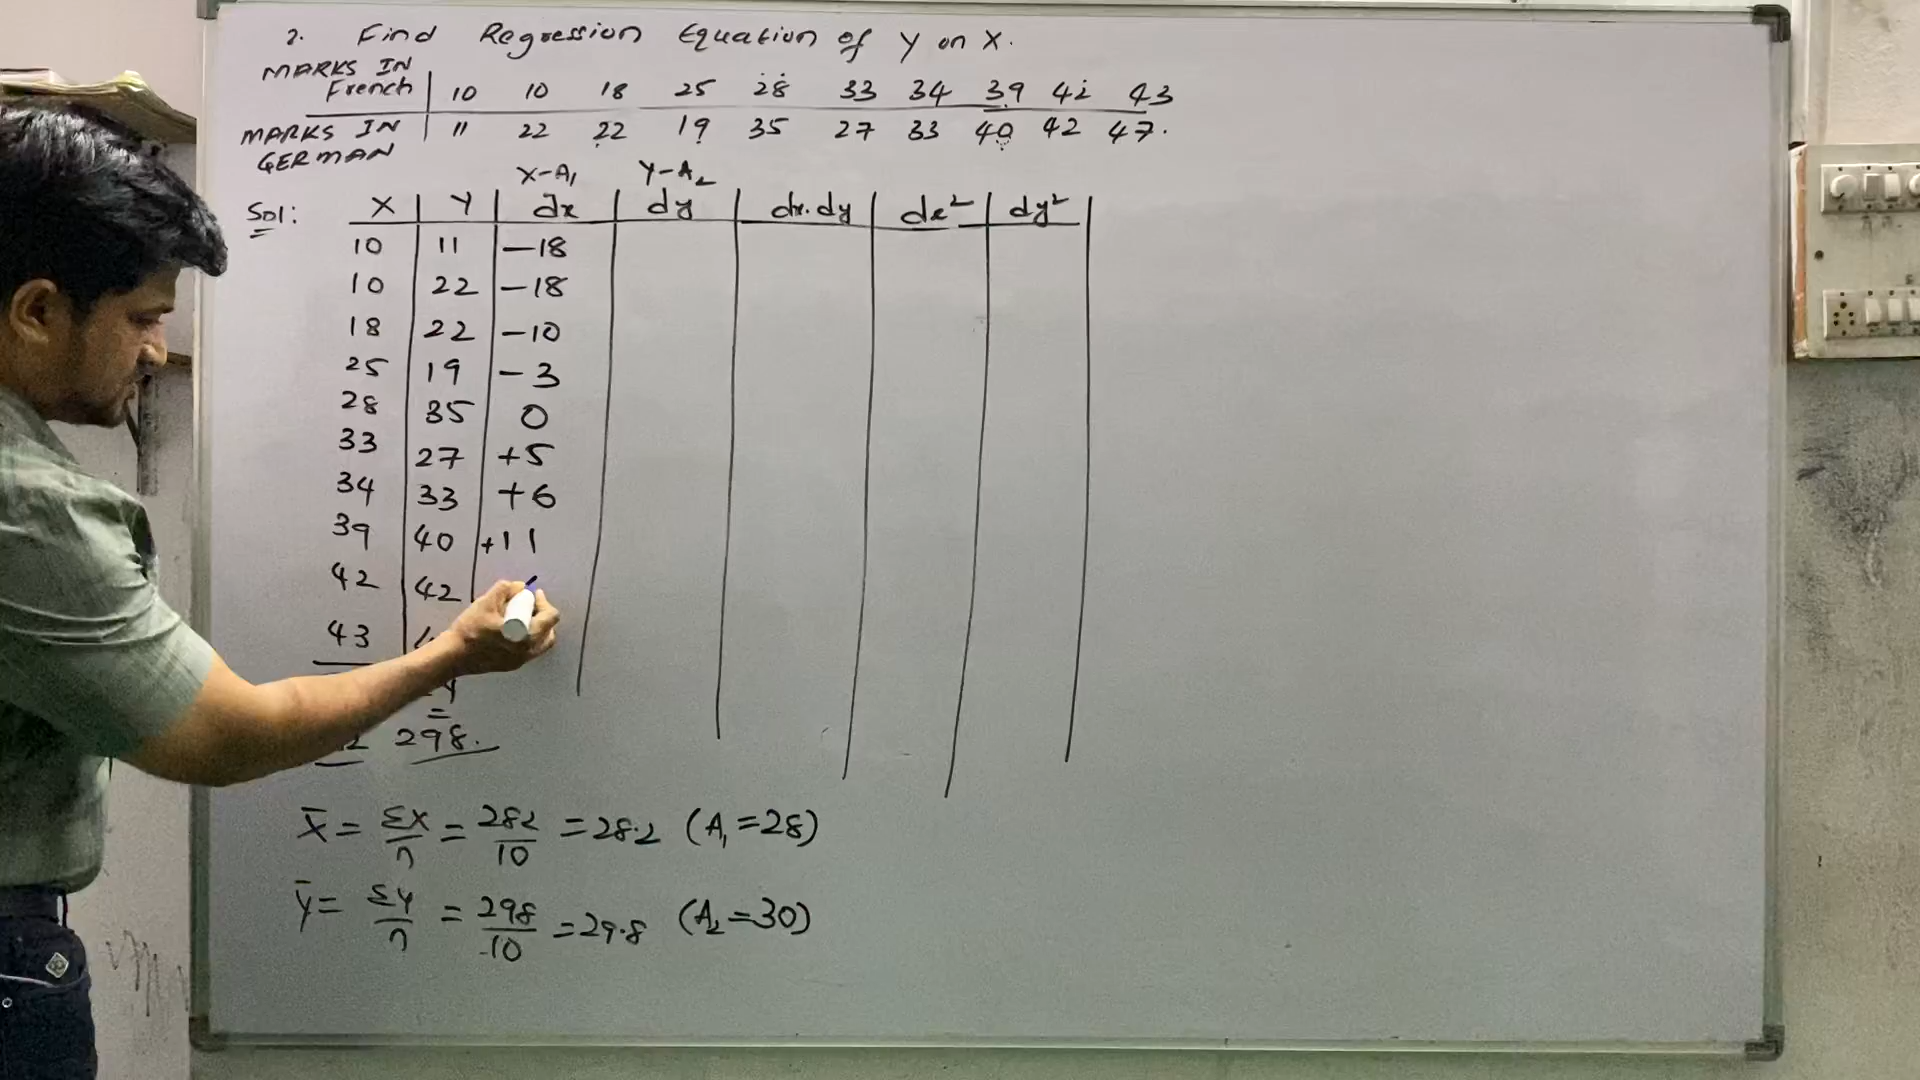 2. Find Regression Equation of Y on X.
MARKS IN French 10 10 18 25 28 33 34 39 42 43
MARKS IN GERMAN 11 22 22 19 35 27 33 40 42 47.
X-A₁ Y-A₂
Sol: X Y dx dy dx.dy dx² dy²
10 11 -18
10 22 -18
18 22 -10
25 19 -3
28 35 0
33 27 +5
34 33 +6
39 40 +11
42 42
43
Y
=
298.
X̄ = ΣX/n = 282/10 = 28.2 (A₁=28)
Ȳ = ΣY/n = 298/10 = 29.8 (A₂=30)